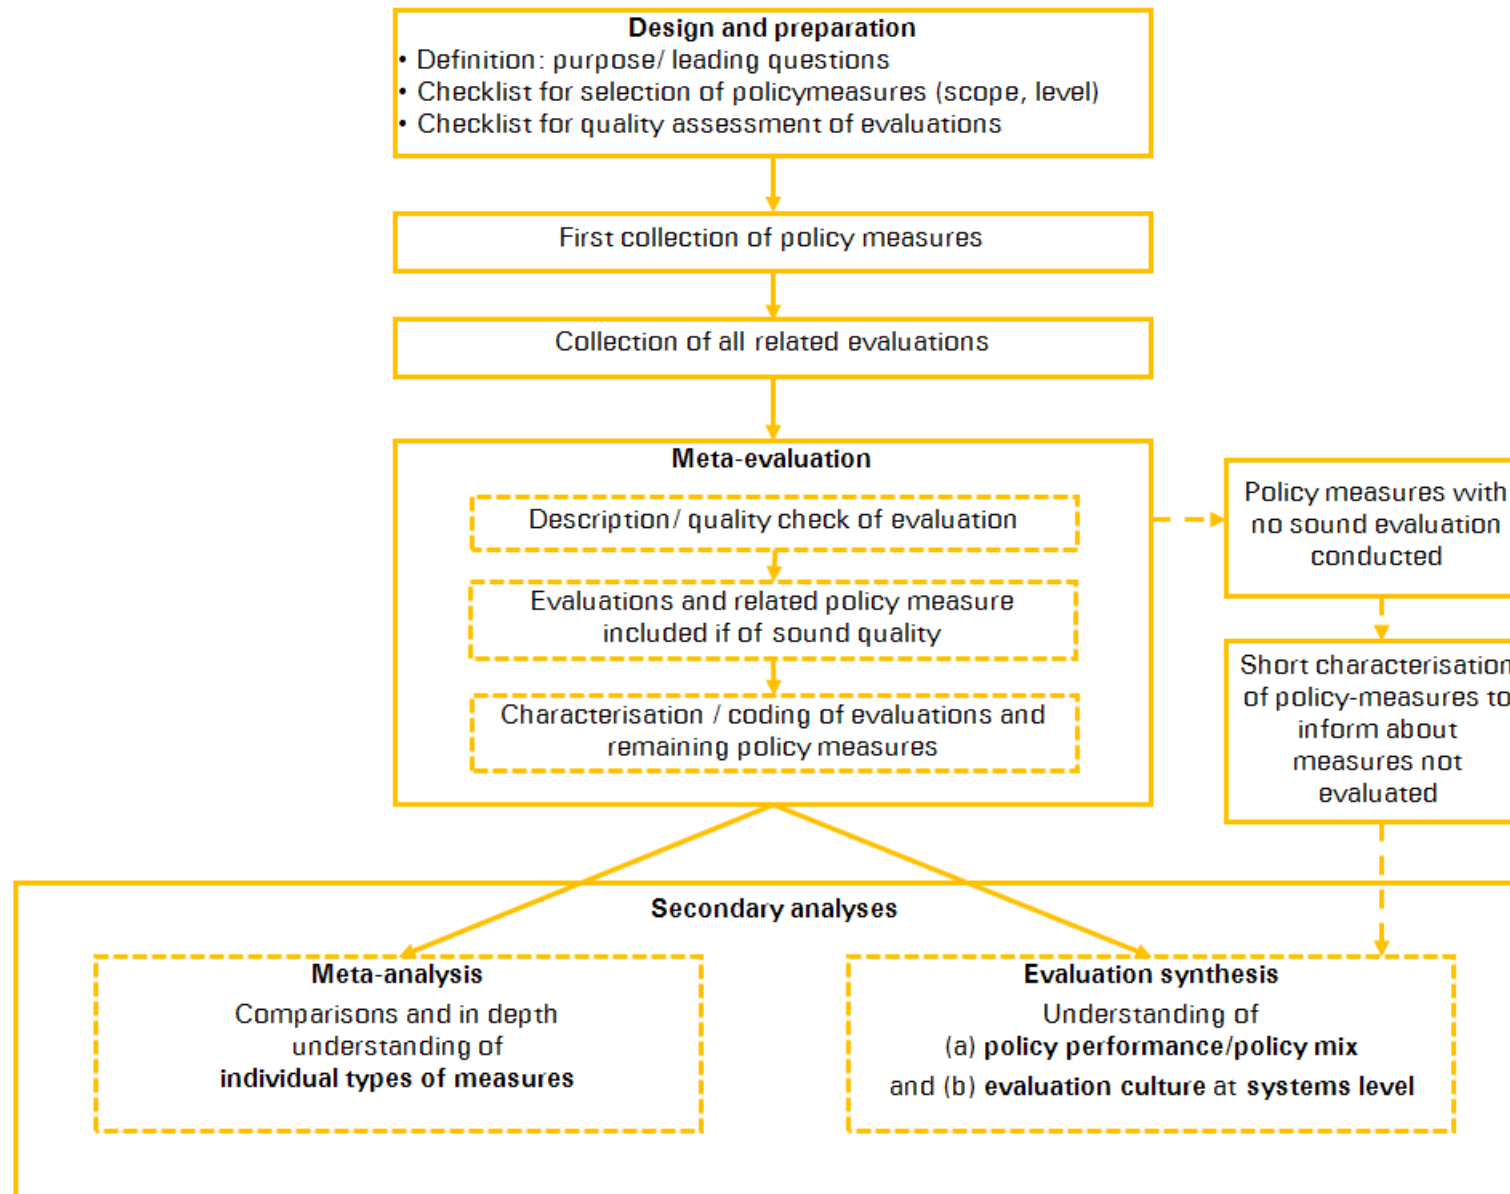 Design and preparation
• Definition: purpose/ leading questions
• Checklist for selection of policymeasures (scope, level)
• Checklist for quality assessment of evaluations
First collection of policy measures
Collection of all related evaluations
Meta-evaluation
Description/ quality check of evaluation
Evaluations and related policy measure
included if of sound quality
Characterisation / coding of evaluations and
remaining policy measures
Policy measures with
no sound evaluation
conducted
Short characterisation
of policy-measures to
inform about
measures not
evaluated
Secondary analyses
Meta-analysis
Comparisons and in depth
understanding of
individual types of measures
Evaluation synthesis
Understanding of
(a) policy performance/policy mix
and (b) evaluation culture at systems level